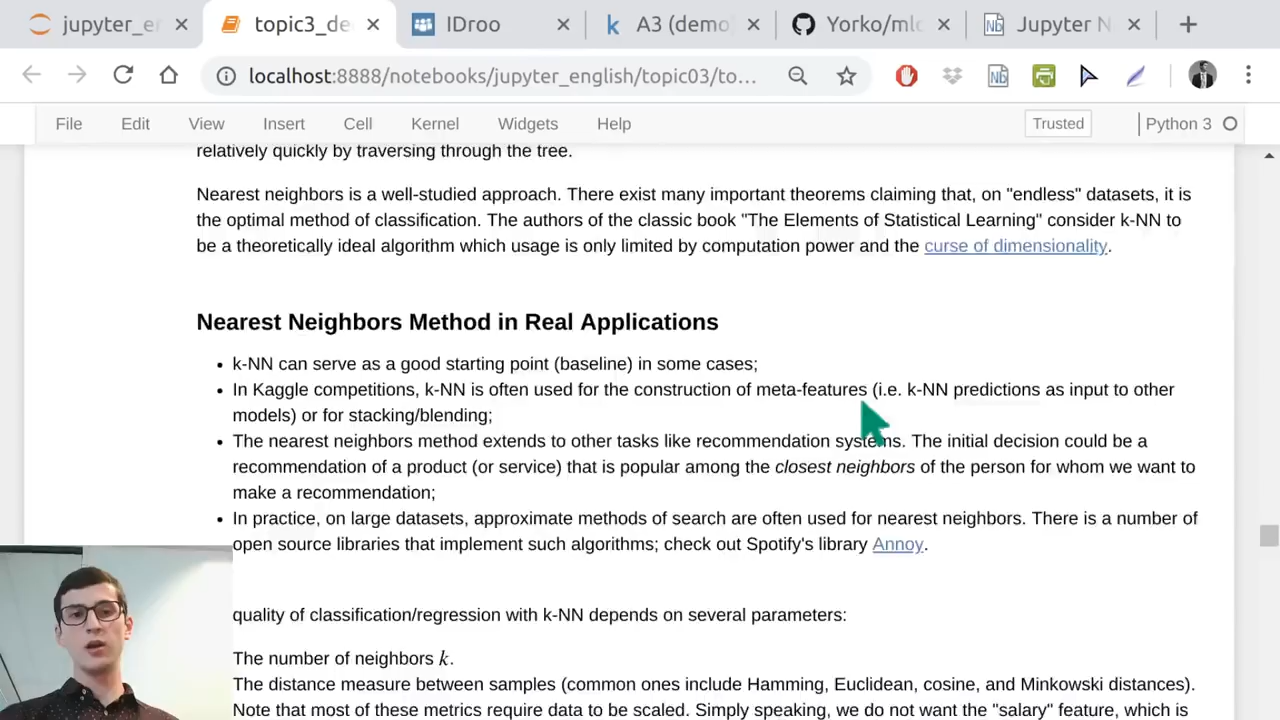 jupyter_er
topic3_de
IDroo
A3 (demo
Yorko/mlc
Jupyter N
localhost:8888/notebooks/jupyter_english/topic03/to...
File Edit View Insert Cell Kernel Widgets Help Trusted Python 3
relatively quickly by traversing through the tree.
Nearest neighbors is a well-studied approach. There exist many important theorems claiming that, on "endless" datasets, it is
the optimal method of classification. The authors of the classic book "The Elements of Statistical Learning" consider k-NN to
be a theoretically ideal algorithm which usage is only limited by computation power and the curse of dimensionality.
Nearest Neighbors Method in Real Applications
• k-NN can serve as a good starting point (baseline) in some cases;
• In Kaggle competitions, k-NN is often used for the construction of meta-features (i.e. k-NN predictions as input to other
models) or for stacking/blending;
• The nearest neighbors method extends to other tasks like recommendation systems. The initial decision could be a
recommendation of a product (or service) that is popular among the closest neighbors of the person for whom we want to
make a recommendation;
• In practice, on large datasets, approximate methods of search are often used for nearest neighbors. There is a number of
open source libraries that implement such algorithms; check out Spotify's library Annoy.
quality of classification/regression with k-NN depends on several parameters:
The number of neighbors k.
The distance measure between samples (common ones include Hamming, Euclidean, cosine, and Minkowski distances).
Note that most of these metrics require data to be scaled. Simply speaking, we do not want the "salary" feature, which is